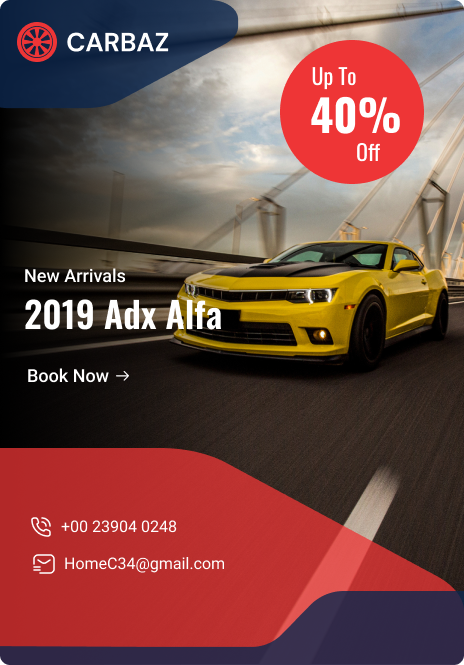 CARBAZ
Up To
40%
Off
New Arrivals
2019 Adx Alfa
Book Now →
+00 23904 0248
HomeC34@gmail.com